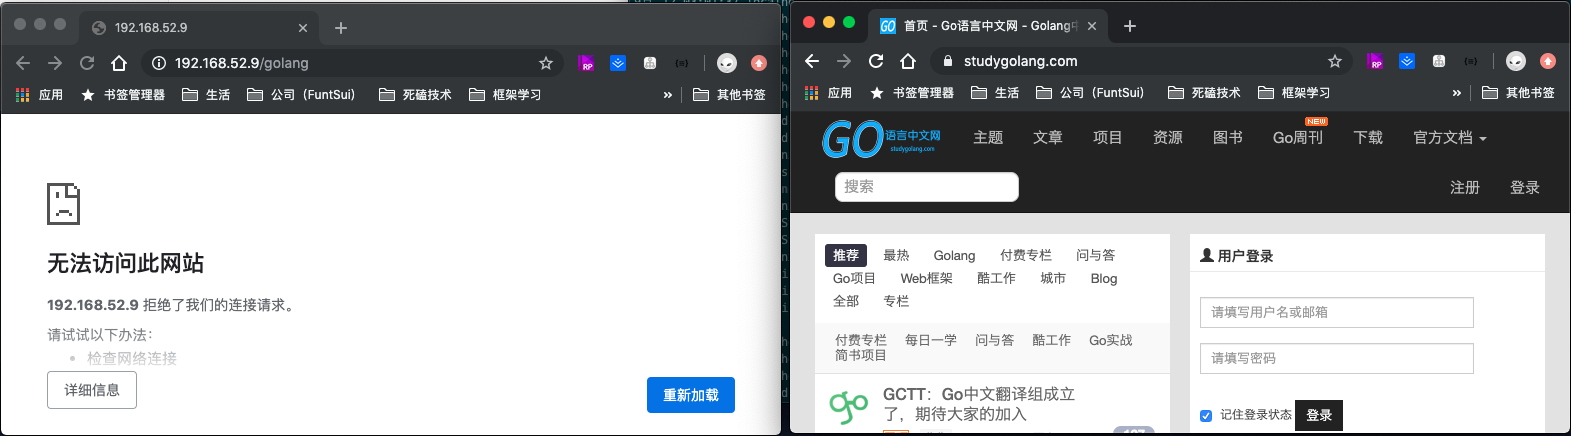 192.168.52.9
192.168.52.9/golang
RP
应用 书签管理器 生活 公司（FuntSui） 死磕技术 框架学习 » 其他书签
无法访问此网站
192.168.52.9 拒绝了我们的连接请求。
请试试以下办法：
• 检查网络连接
详细信息 重新加载
GO 首页 - Go语言中文网 - Golang中
studygolang.com
RP
应用 书签管理器 生活 公司（FuntSui） 死磕技术 框架学习 » 其他书签
GO语言中文网
studygolang.com
主题 文章 项目 资源 图书 Go周刊 NEW 下载 官方文档
搜索 注册 登录
推荐 最热 Golang 付费专栏 问与答
Go项目 Web框架 酷工作 城市 Blog
全部 专栏
付费专栏 每日一学 问与答 酷工作 Go实战
简书项目
GCTT：Go中文翻译组成立
了，期待大家的加入
用户登录
请填写用户名或邮箱
请填写密码
记住登录状态 登录